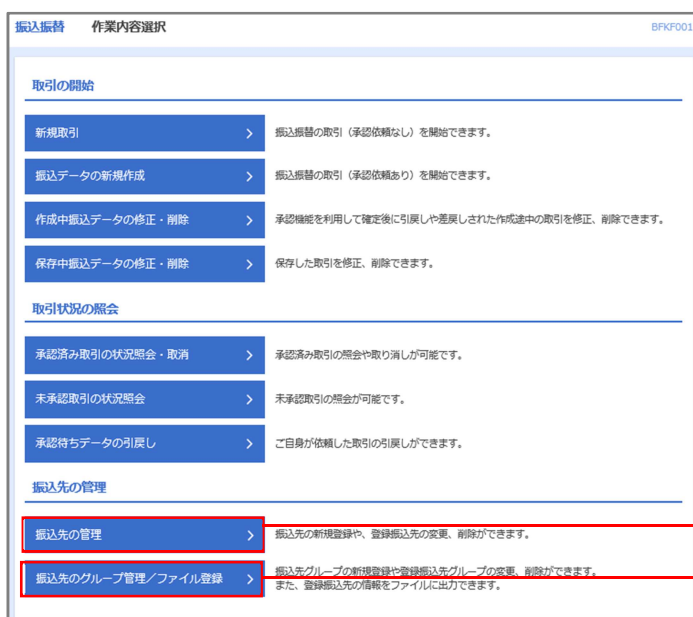 振込振替 作業内容選択 BFKF001
取引の開始
新規取引
振込振替の取引（承認依頼なし）を開始できます。
振込データの新規作成
振込振替の取引（承認依頼あり）を開始できます。
作成中振込データの修正・削除
承認機能を利用して確定後に引戻しや差戻しされた作成途中の取引を修正、削除できます。
保存中振込データの修正・削除
保存した取引を修正、削除できます。
取引状況の照会
承認済み取引の状況照会・取消
承認済み取引の照会や取り消しが可能です。
未承認取引の状況照会
未承認取引の照会が可能です。
承認待ちデータの引戻し
ご自身が依頼した取引の引戻しができます。
振込先の管理
振込先の管理
振込先の新規登録や、登録振込先の変更、削除ができます。
振込先のグループ管理／ファイル登録
振込先グループの新規登録や登録振込先グループの変更、削除ができます。
また、登録振込先の情報をファイルに出力できます。